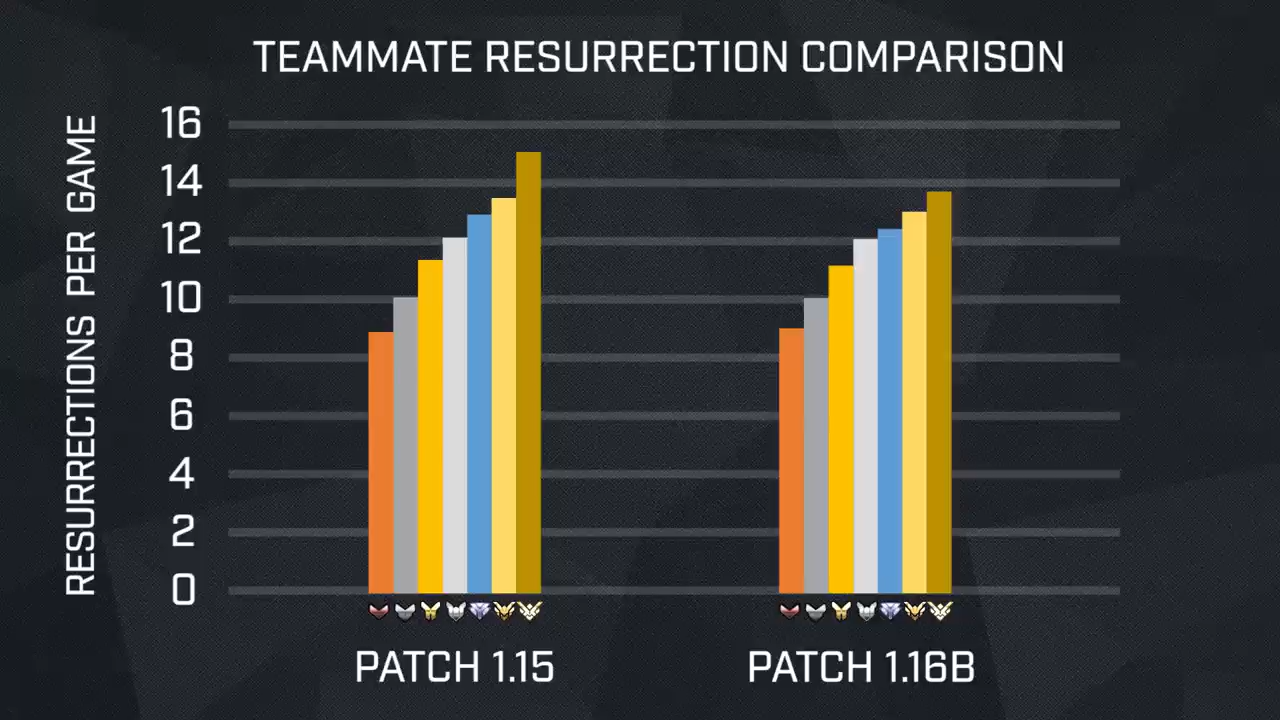 TEAMMATE RESURRECTION COMPARISON
RESURRECTIONS PER GAME
16
14
12
10
8
6
4
2
0
PATCH 1.15
PATCH 1.16B